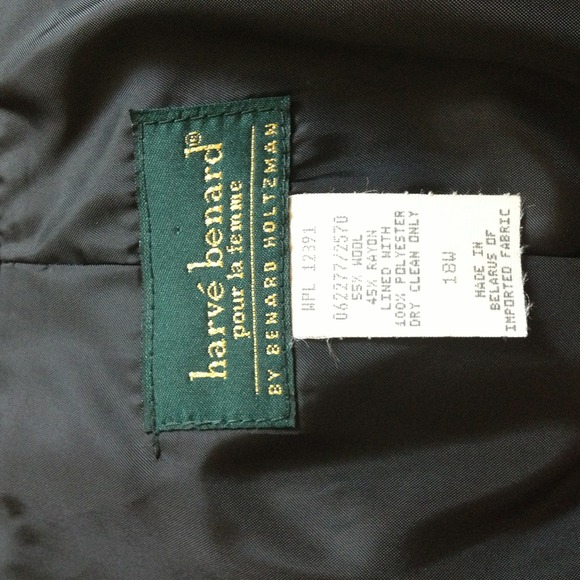 harvé benard®
pour la femme
BY BENARD HOLTZMAN
WPL 12391
062277/2570
55% WOOL
45% RAYON
LINED WITH
100% POLYESTER
DRY CLEAN ONLY
18W
MADE IN
BELARUS OF
IMPORTED FABRIC